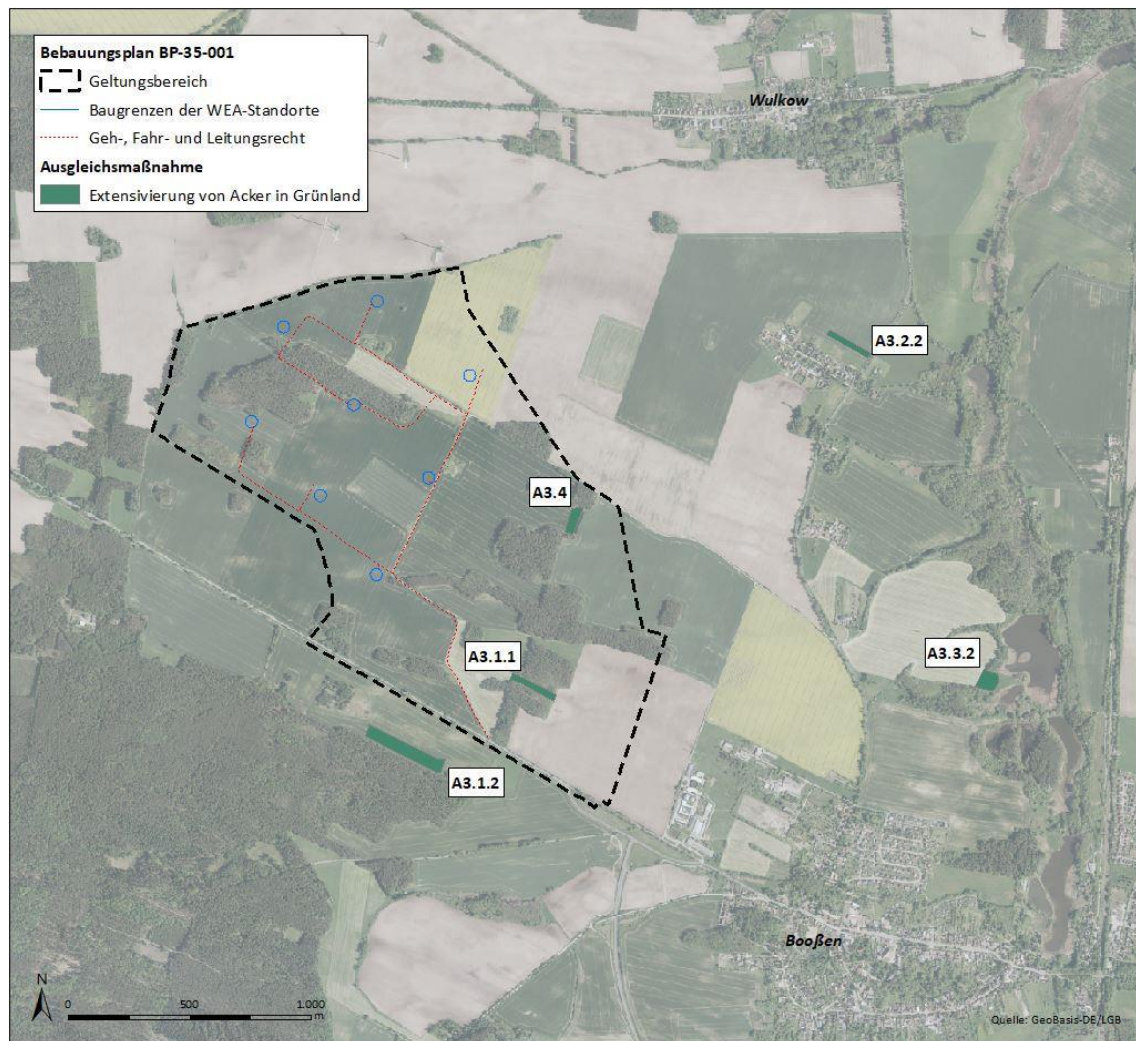 Bebauungsplan BP-35-001
Geltungsbereich
Baugrenzen der WEA-Standorte
Geh-, Fahr- und Leitungsrecht
Ausgleichsmaßnahme
Extensivierung von Acker in Grünland
Wulkow
A3.2.2
A3.4
A3.1.1
A3.3.2
A3.1.2
Booßen
N
0 500 1.000
m
Quelle: GeoBasis-DE/LGB